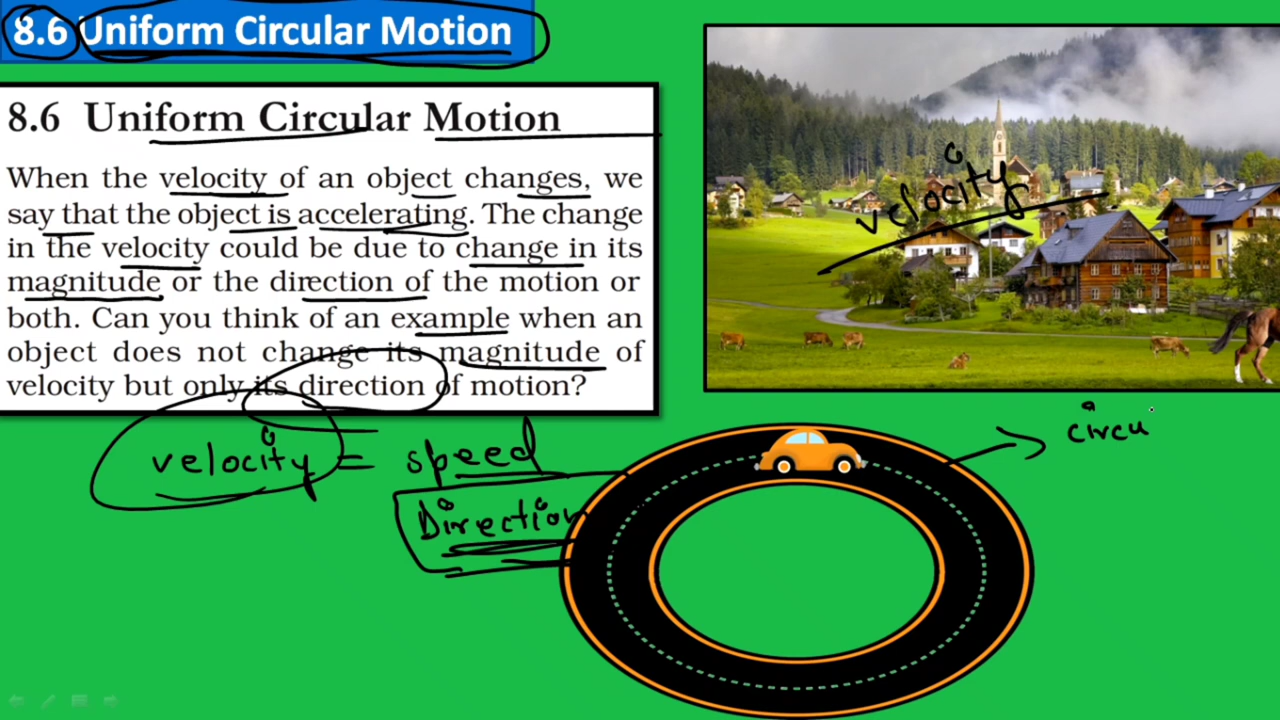 8.6 Uniform Circular Motion
8.6 Uniform Circular Motion
When the velocity of an object changes, we
say that the object is accelerating. The change
in the velocity could be due to change in its
magnitude or the direction of the motion or
both. Can you think of an example when an
object does not change its magnitude of
velocity but only its direction of motion?
velocity
velocity = speed
Direction
circu